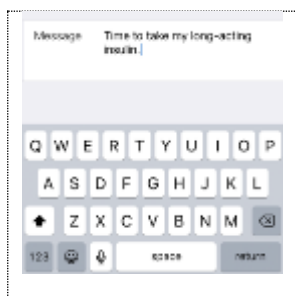 Message Time to take my long-acting
insulin.
Q W E R T Y U I O P
A S D F G H J K L
Z X C V B N M
123 space return